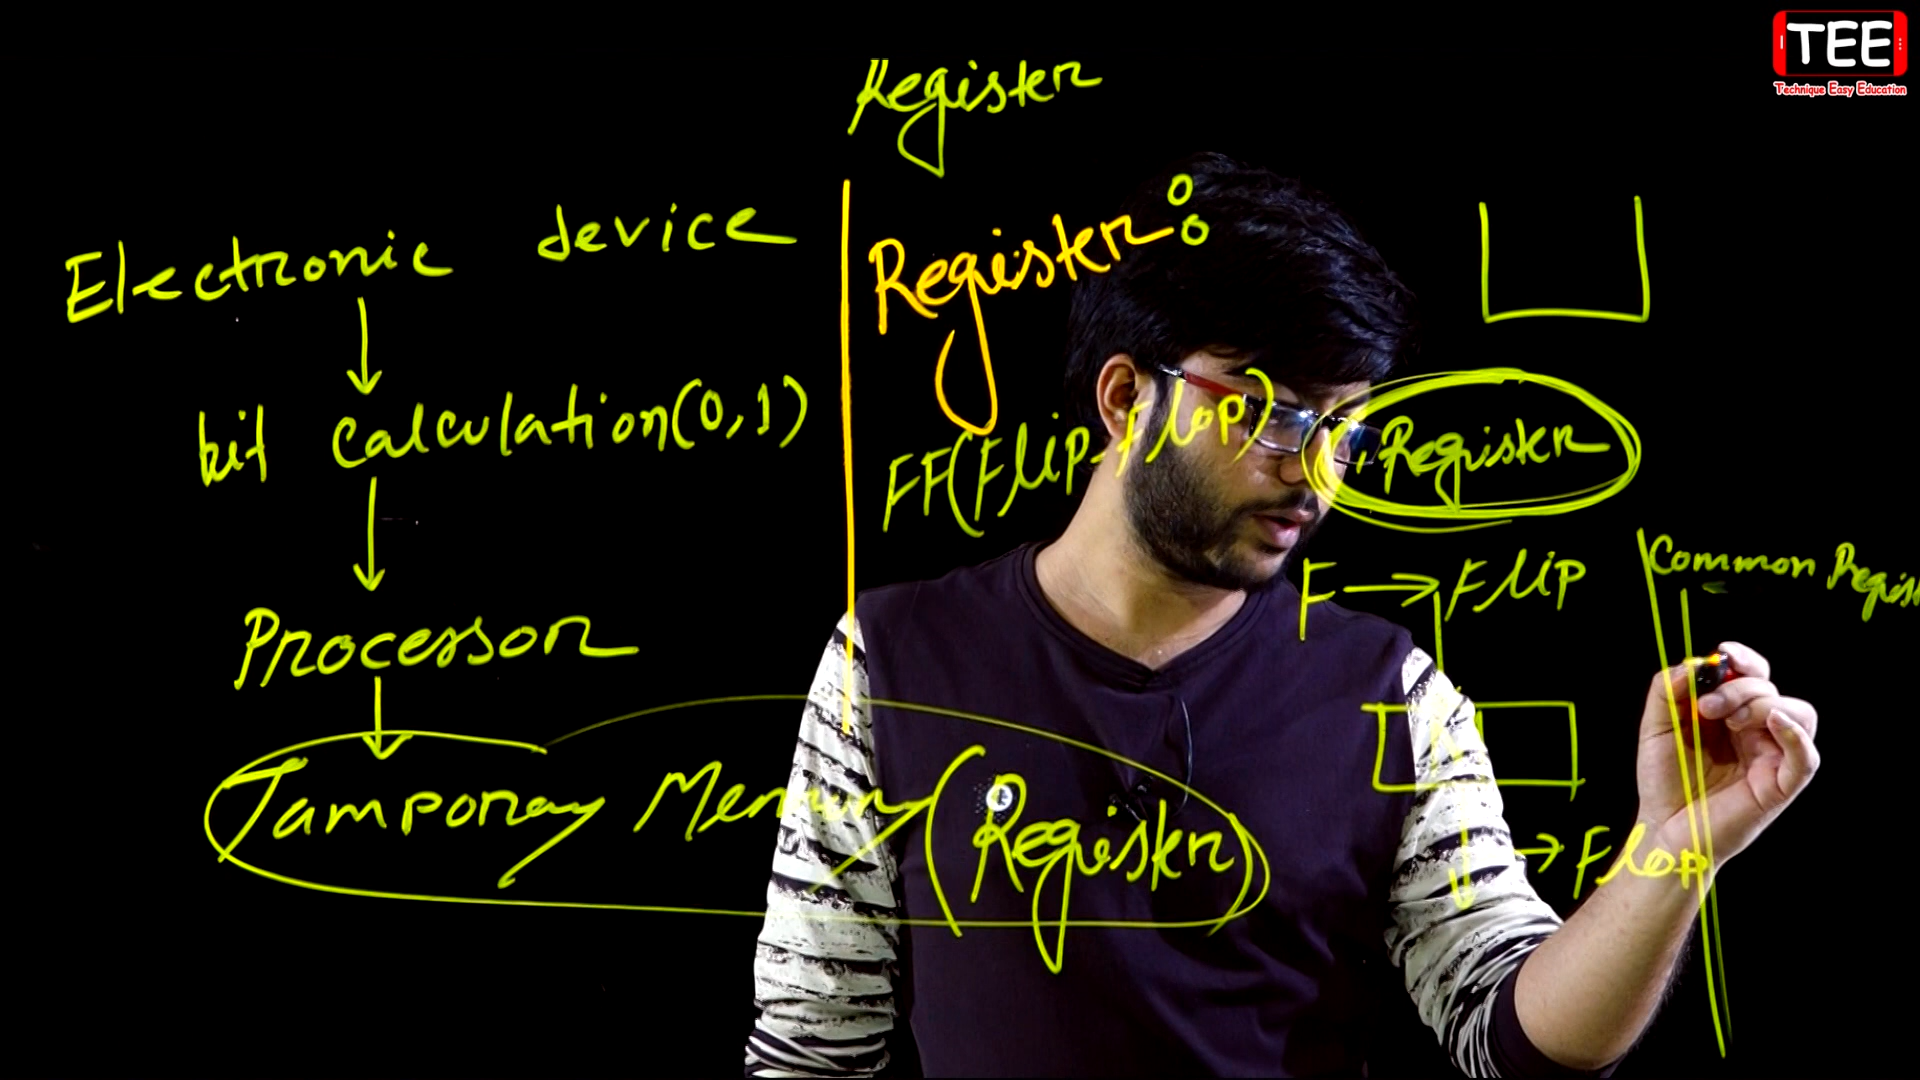 TEE
Technique Easy Education
Register
Electronic device
bit calculation(0,1)
Processor
Tamporary Memory (Register)
Register:
FF(Flip-Flop)
Register
F → Flip
→ Flop
Common Regist